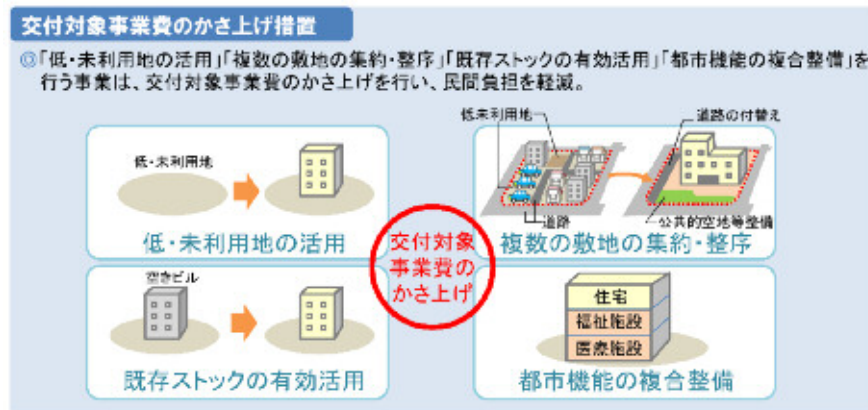 交付対象事業費のかさ上げ措置
◎「低・未利用地の活用」「複数の敷地の集約・整序」「既存ストックの有効活用」「都市機能の複合整備」を
行う事業は、交付対象事業費のかさ上げを行い、民間負担を軽減。
低・未利用地
低・未利用地の活用
低未利用地
道路の付替え
道路
公共的空地等整備
複数の敷地の集約・整序
交付対象
事業費の
かさ上げ
空きビル
既存ストックの有効活用
住宅
福祉施設
医療施設
都市機能の複合整備